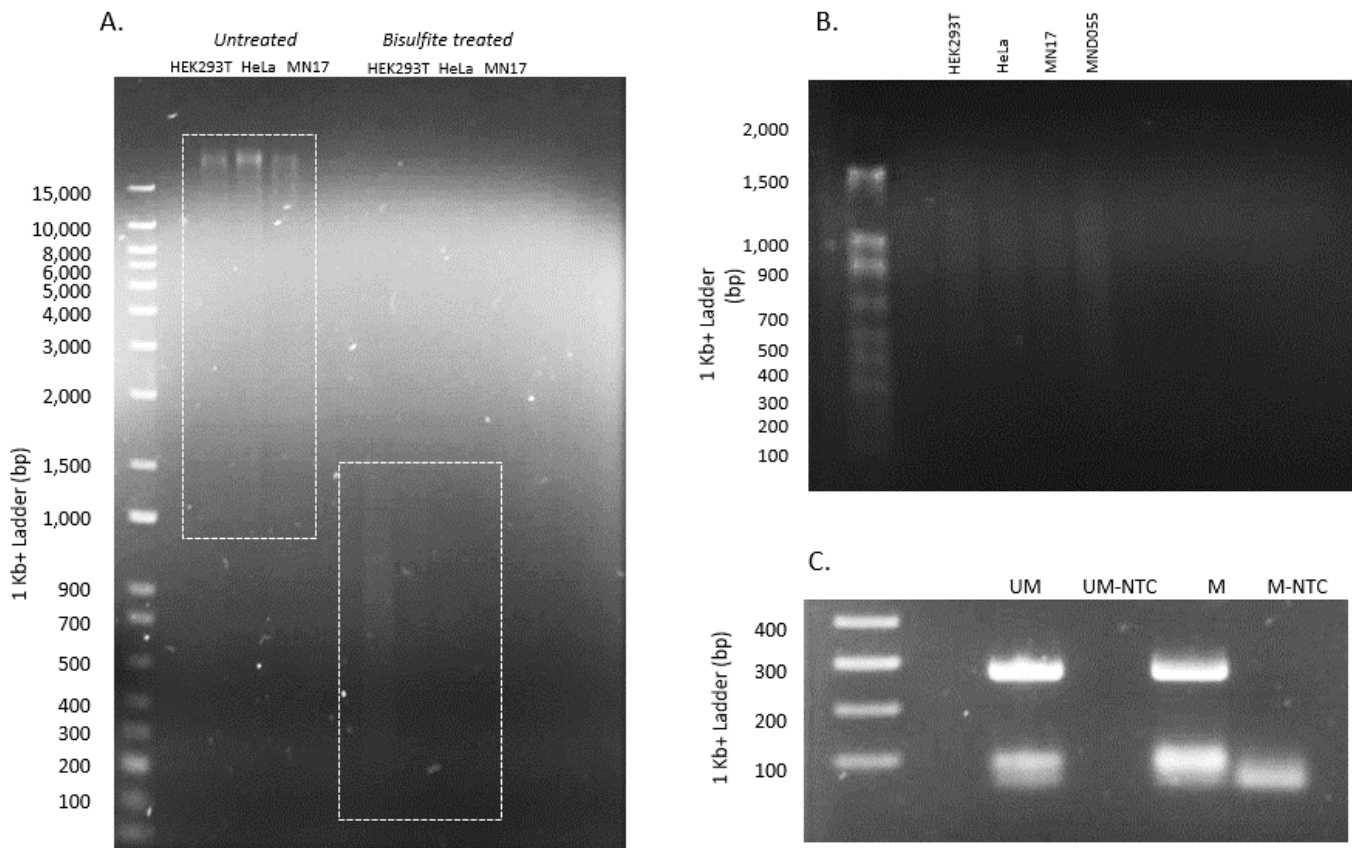 A.
Untreated
Bisulfite treated
HEK293T HeLa MN17
HEK293T HeLa MN17
15,000
10,000
8,000
6,000
5,000
4,000
3,000
2,000
1,500
1,000
900
700
500
400
300
200
100
1 Kb+ Ladder (bp)
B.
HEK293T
HeLa
MN17
MND055
2,000
1,500
1,000
900
700
500
400
300
200
100
1 Kb+ Ladder
(bp)
C.
UM UM-NTC M M-NTC
400
300
200
100
1 Kb+ Ladder (bp)